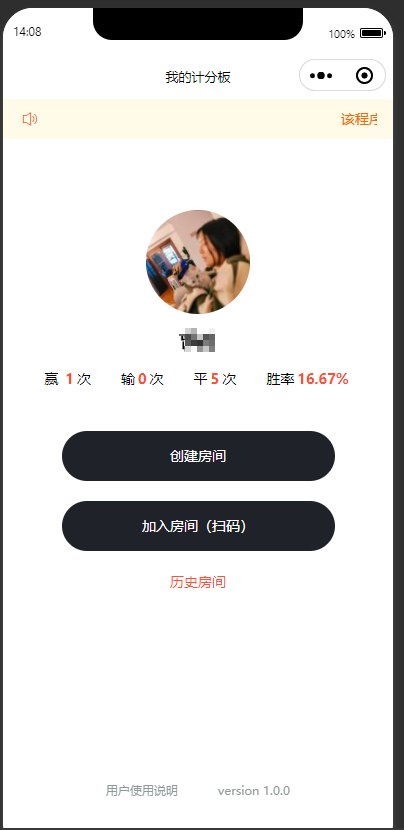 14:08 100%
我的计分板
该程
赢 1 次 输 0 次 平 5 次 胜率 16.67%
创建房间
加入房间（扫码）
历史房间
用户使用说明 version 1.0.0